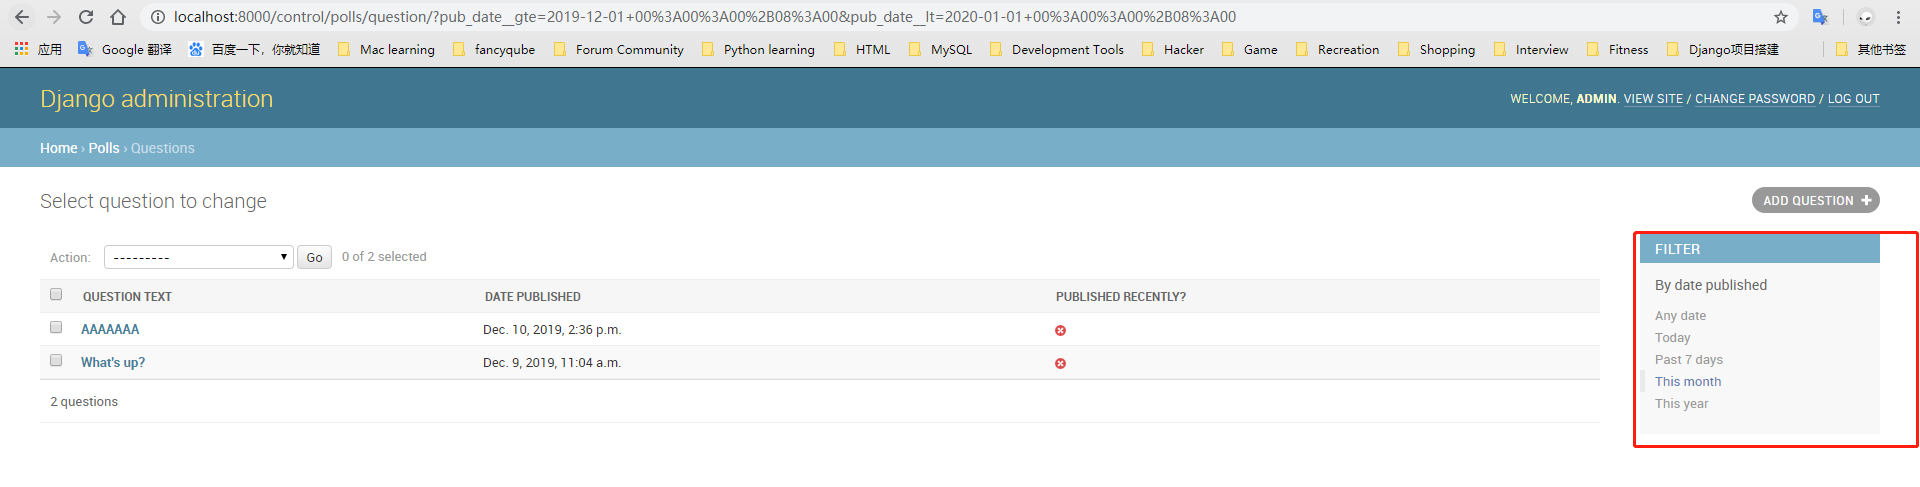 localhost:8000/control/polls/question/?pub_date__gte=2019-12-01+00%3A00%3A00%2B08%3A00&pub_date__lt=2020-01-01+00%3A00%3A00%2B08%3A00
应用 Google 翻译 百度一下，你就知道 Mac learning fancyqube Forum Community Python learning HTML MySQL Development Tools Hacker Game Recreation Shopping Interview Fitness Django项目搭建 其他书签
Django administration
WELCOME, ADMIN. VIEW SITE / CHANGE PASSWORD / LOG OUT
Home › Polls › Questions
Select question to change
ADD QUESTION
Action: --------- Go 0 of 2 selected
QUESTION TEXT DATE PUBLISHED PUBLISHED RECENTLY?
AAAAAAA Dec. 10, 2019, 2:36 p.m.
What's up? Dec. 9, 2019, 11:04 a.m.
2 questions
FILTER
By date published
Any date
Today
Past 7 days
This month
This year